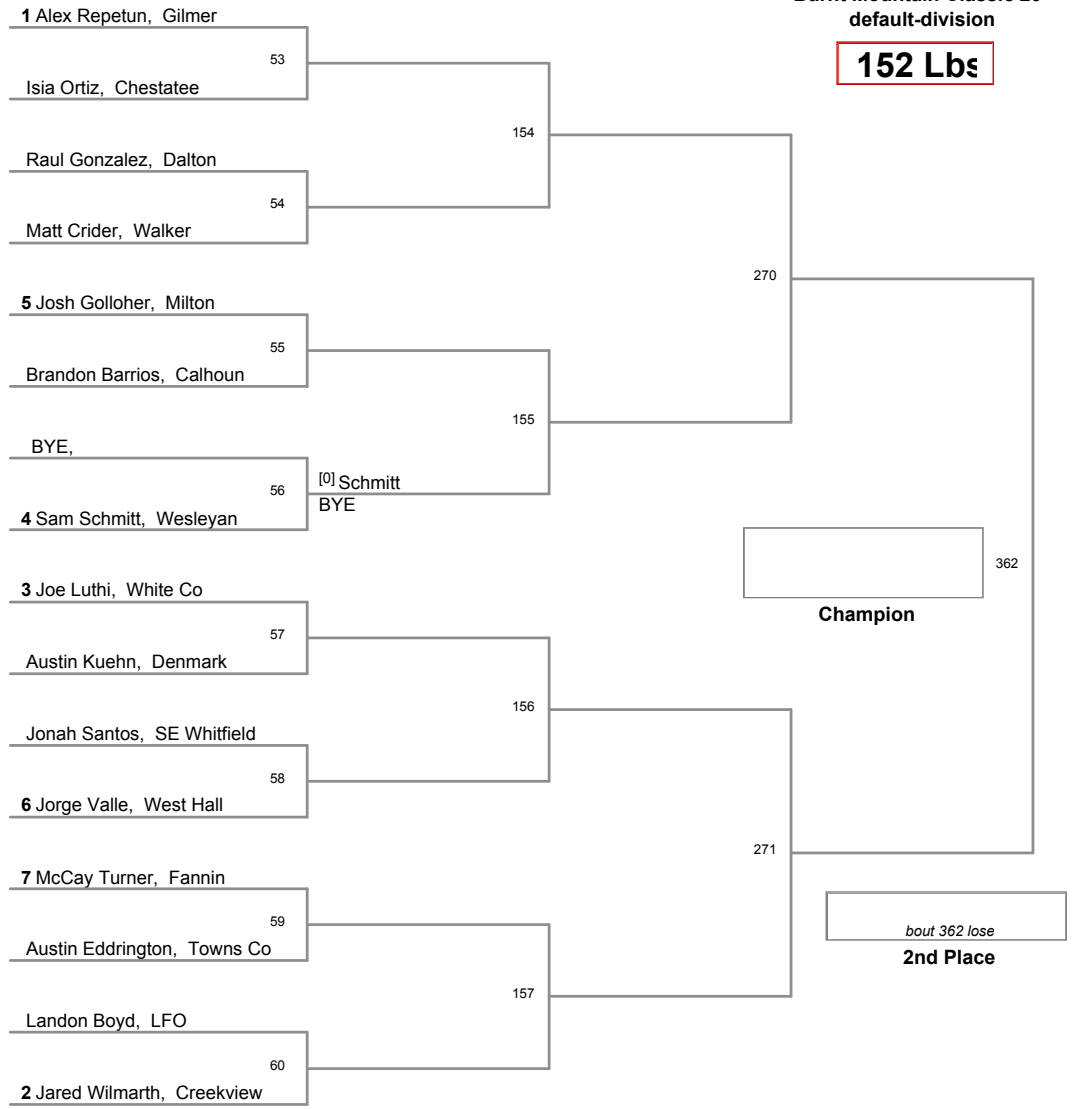 default-division
152 Lbs
1 Alex Repetun, Gilmer
53
Isia Ortiz, Chestatee
154
Raul Gonzalez, Dalton
54
Matt Crider, Walker
270
5 Josh Golloher, Milton
55
Brandon Barrios, Calhoun
155
BYE,
56
[0] Schmitt
BYE
4 Sam Schmitt, Wesleyan
362
Champion
3 Joe Luthi, White Co
57
Austin Kuehn, Denmark
156
Jonah Santos, SE Whitfield
58
6 Jorge Valle, West Hall
271
7 McCay Turner, Fannin
59
Austin Eddrington, Towns Co
bout 362 lose
2nd Place
157
Landon Boyd, LFO
60
2 Jared Wilmarth, Creekview